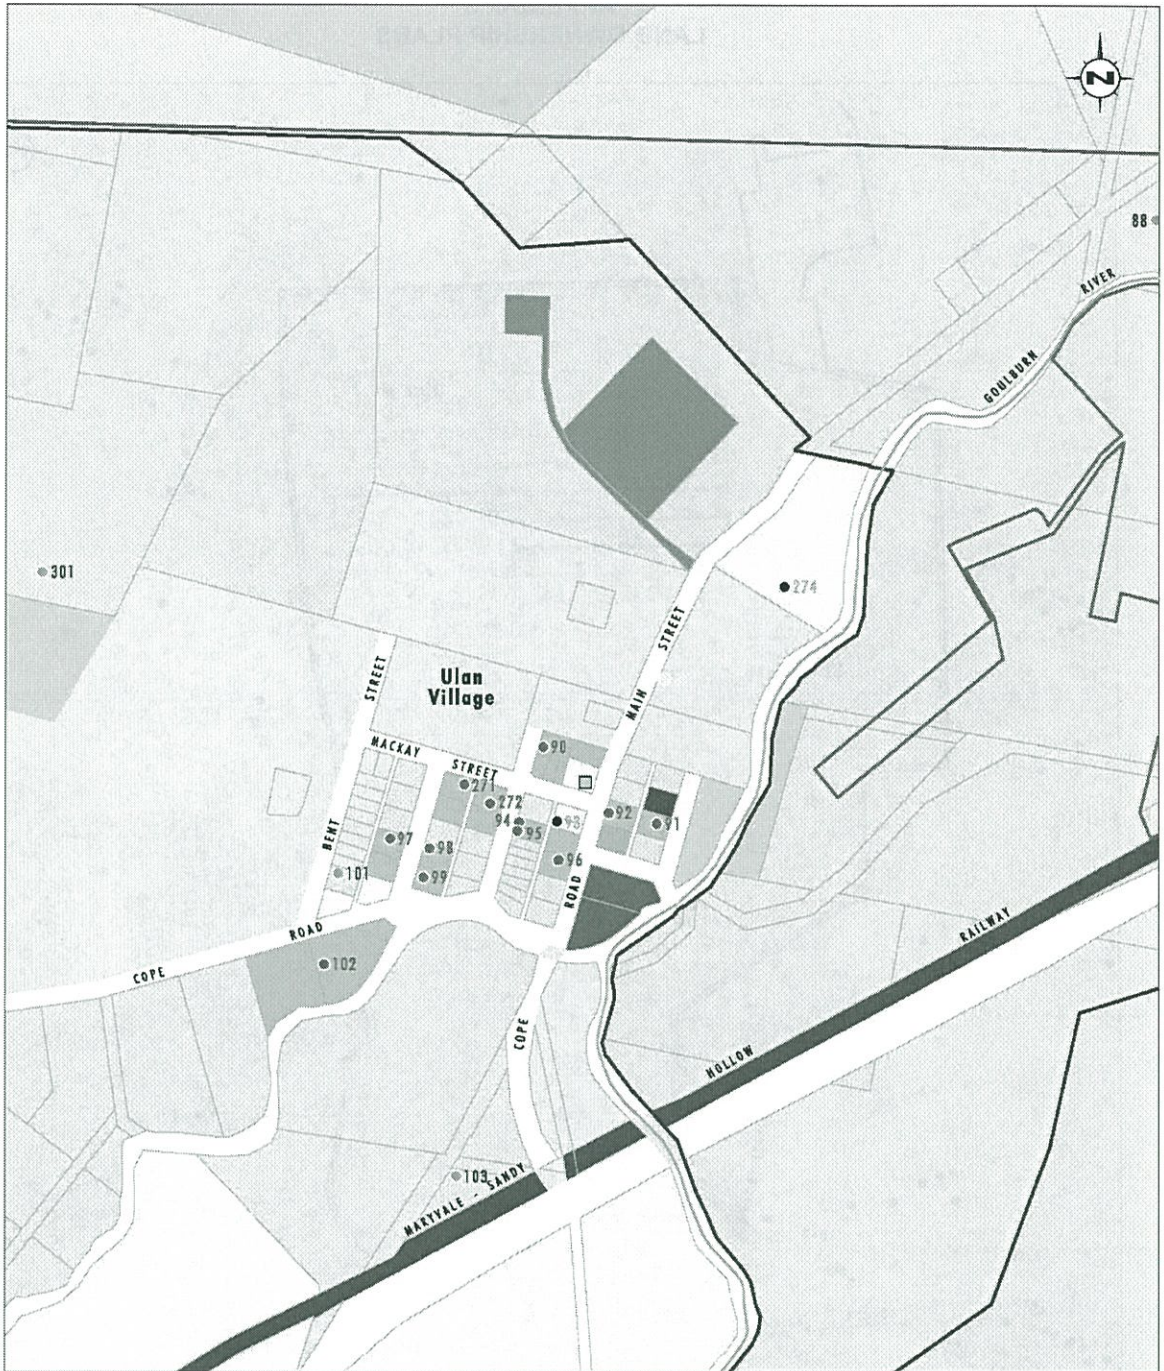 N
88
RIVER
GOULBURN
301
274
STREET
MAIN
Ulan
Village
STREET
MACKAY
STREET
90
271
272
94
95
93
92
91
97
98
96
99
101
BENT
ROAD
ROAD
COPE
102
COPE
RAILWAY
HOLLOW
103
MARYVALE - SANDY